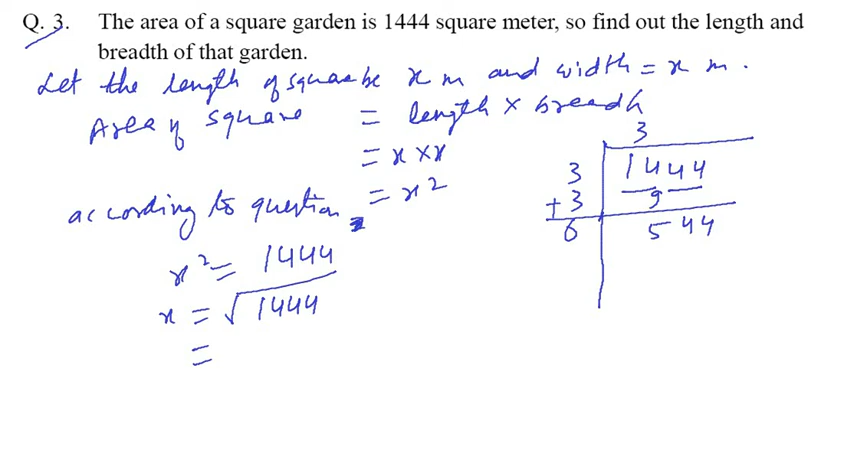 Q. 3. The area of a square garden is 1444 square meter, so find out the length and
breadth of that garden.
Let the length of square be x m and width = x m.
Area of square = length × breadth
= x × x
= x²
according to question,
x² = 1444
x = √1444
=
3
3 1444
+ 3 9
6 544